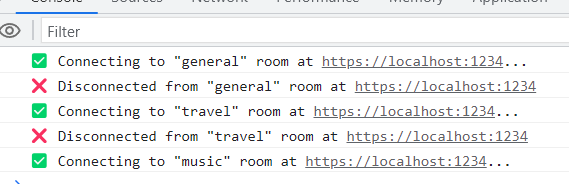 Console Sources Network Performance Memory Application
Filter
✅ Connecting to "general" room at https://localhost:1234...
❌ Disconnected from "general" room at https://localhost:1234
✅ Connecting to "travel" room at https://localhost:1234...
❌ Disconnected from "travel" room at https://localhost:1234
✅ Connecting to "music" room at https://localhost:1234...